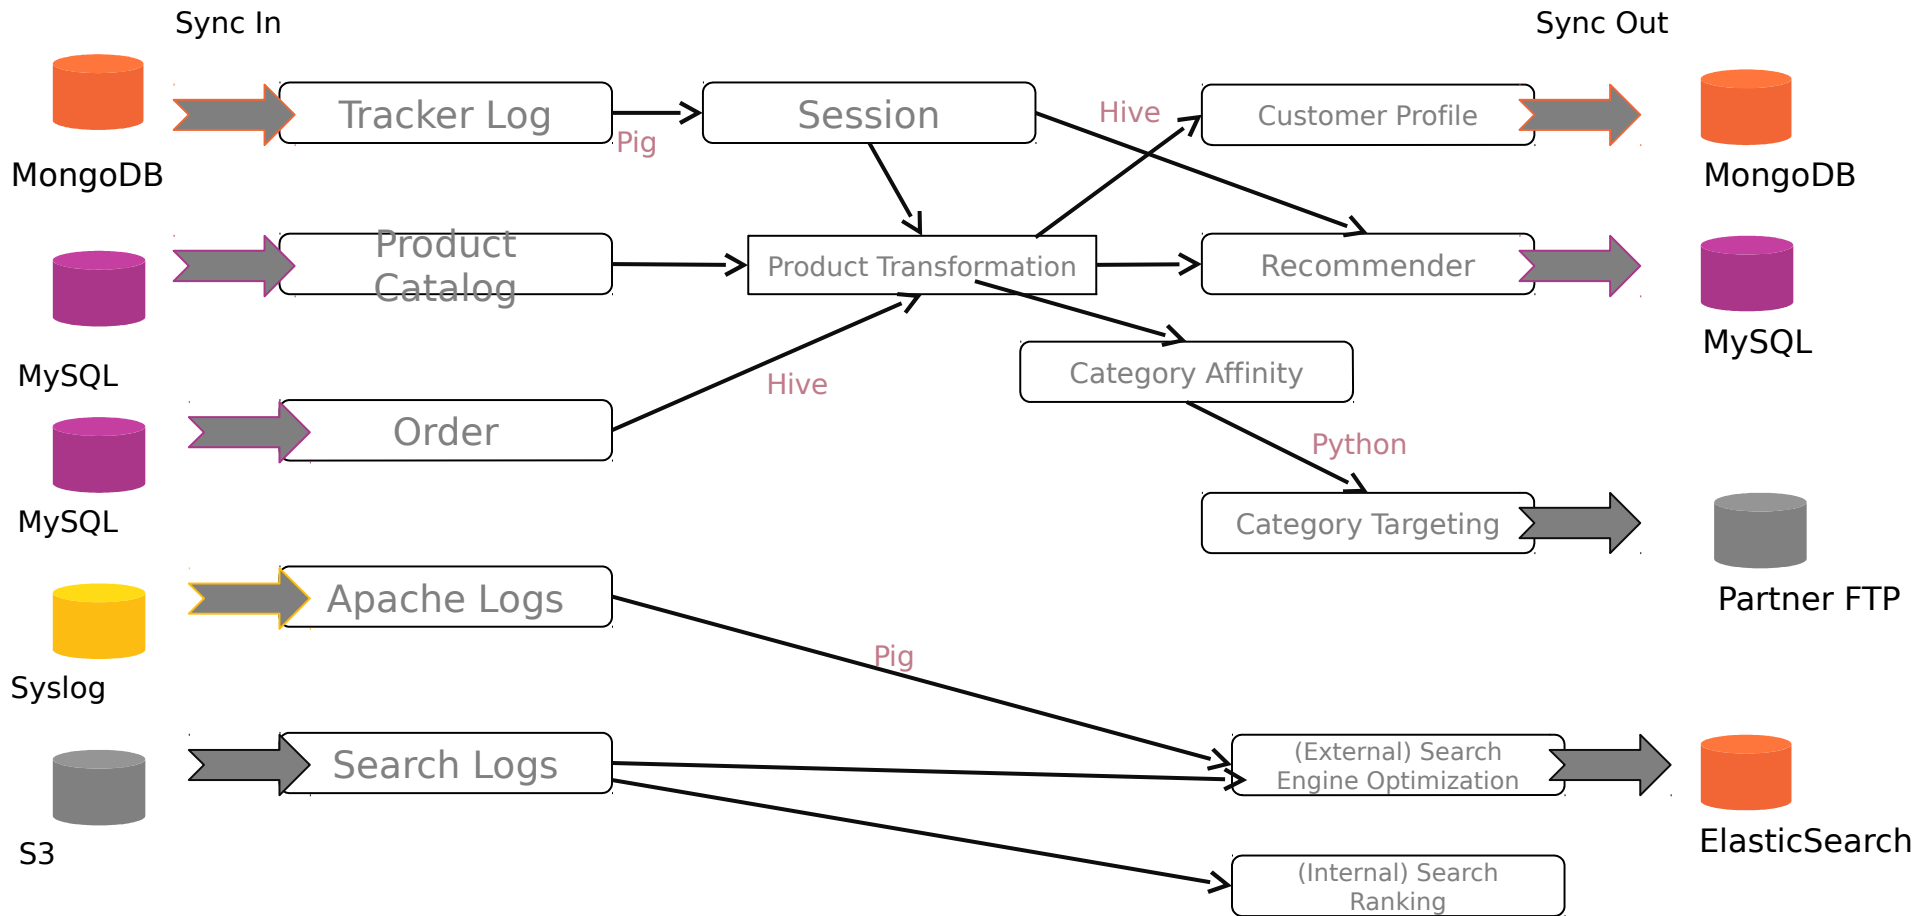 Sync In
Sync Out
Tracker Log
Pig
Session
Hive
Customer Profile
MongoDB
MongoDB
Product
Catalog
Product Transformation
Recommender
MySQL
MySQL
Category Affinity
Hive
Order
Python
MySQL
Category Targeting
Partner FTP
Apache Logs
Pig
Syslog
Search Logs
(External) Search
Engine Optimization
ElasticSearch
S3
(Internal) Search
Ranking